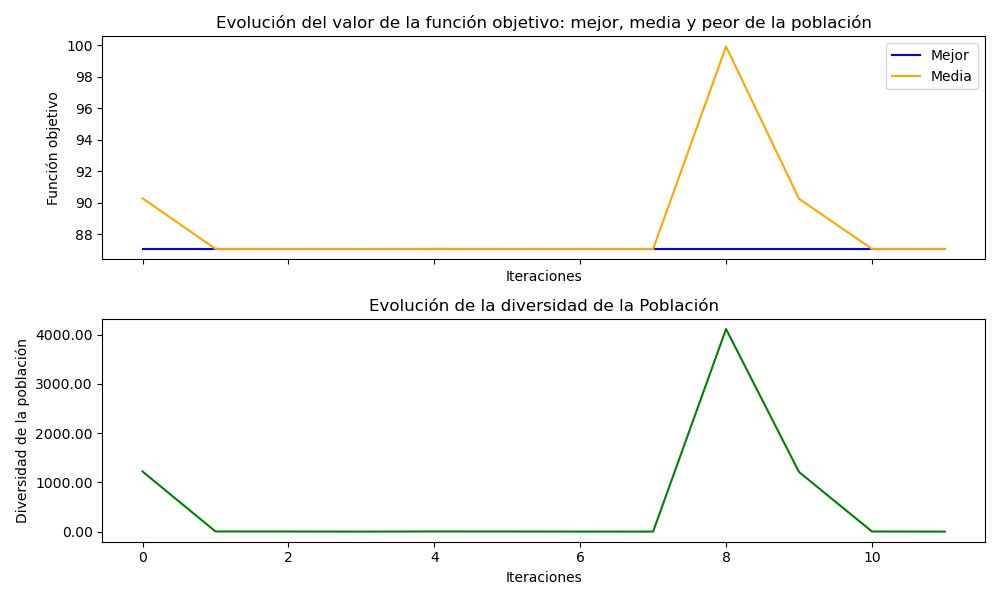 Evolución del valor de la función objetivo: mejor, media y peor de la población
Mejor
Media
Función objetivo
100
98
96
94
92
90
88
Iteraciones
Evolución de la diversidad de la Población
Diversidad de la población
4000.00
3000.00
2000.00
1000.00
0.00
0 2 4 6 8 10
Iteraciones